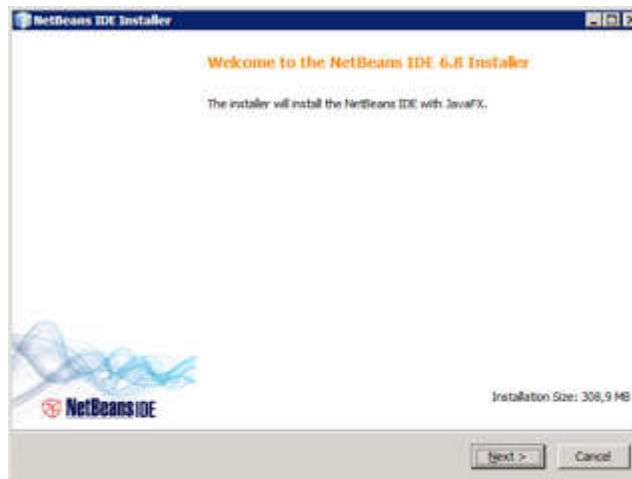 NetBeans IDE Installer
Welcome to the NetBeans IDE 6.8 Installer
The installer will install the NetBeans IDE with JavaFX.
NetBeans IDE
Installation Size: 308,9 MB
Next >
Cancel